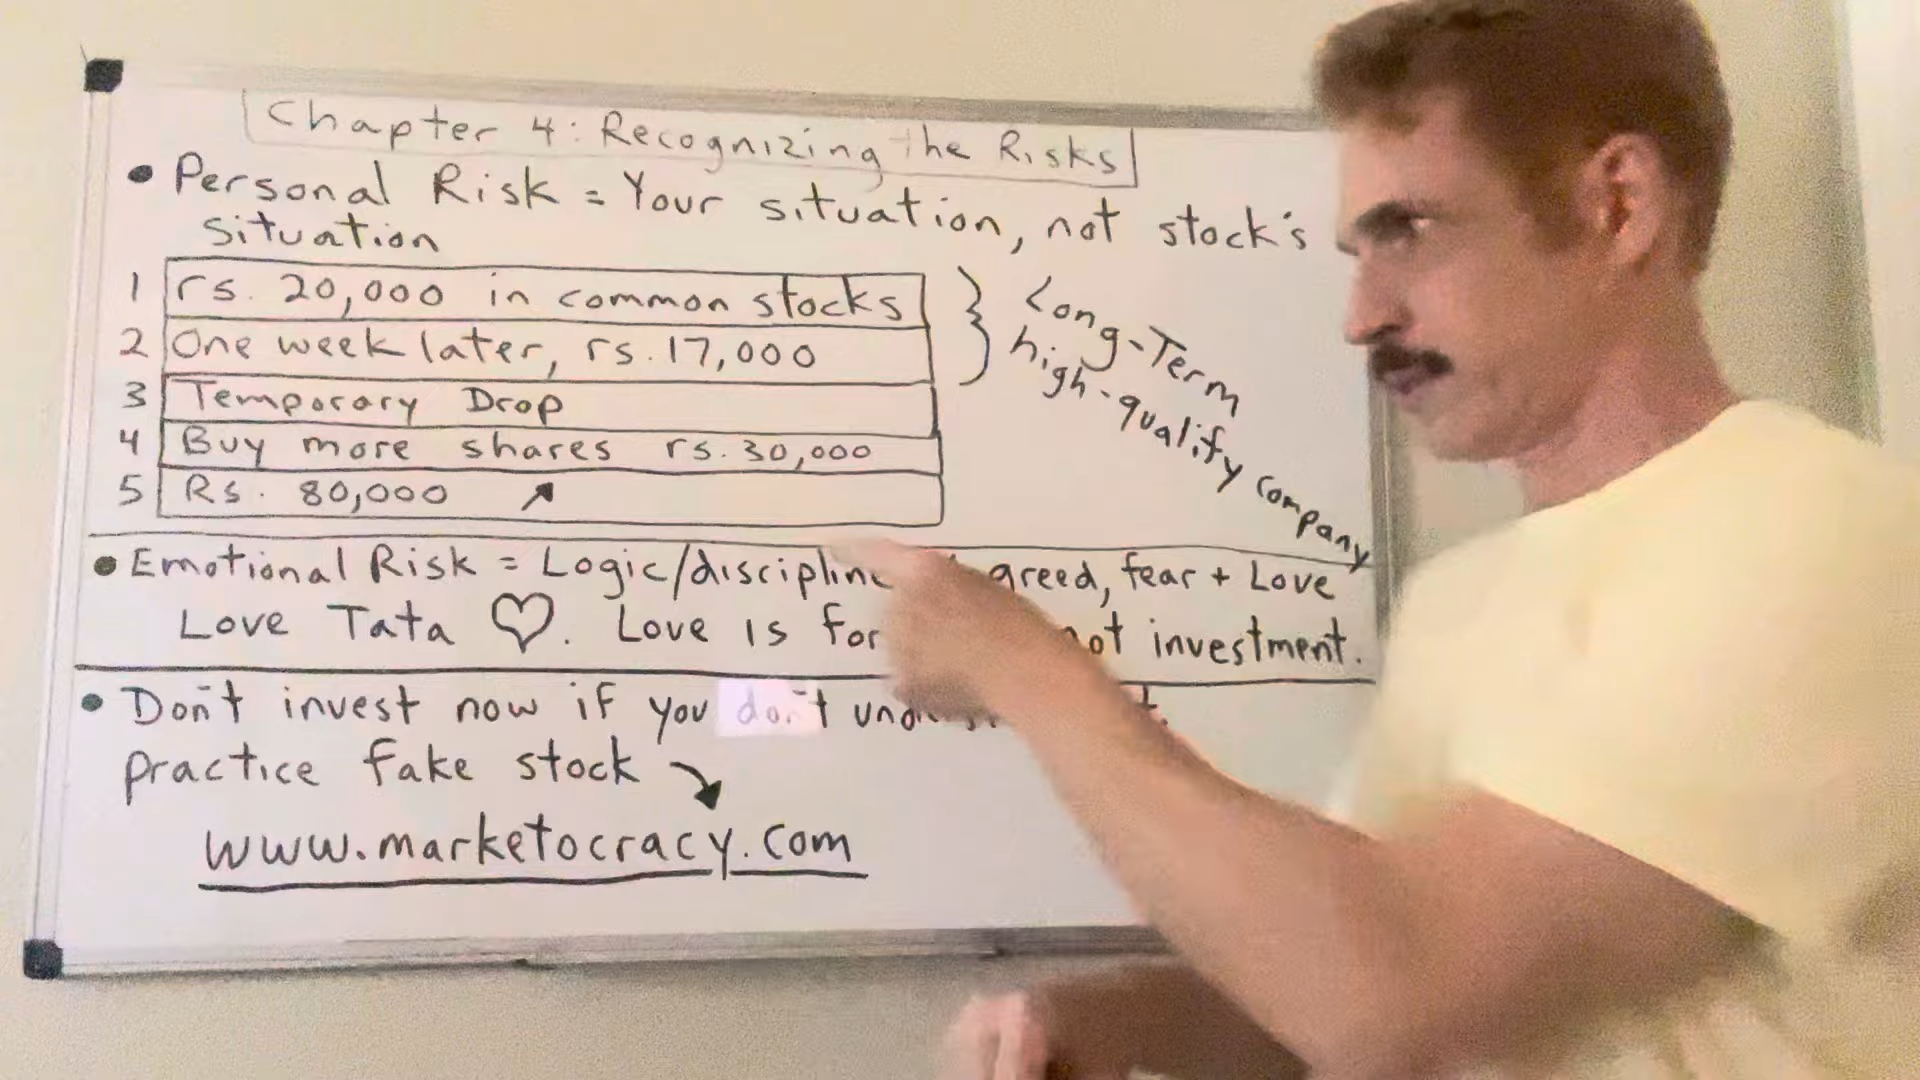 Chapter 4: Recognizing the Risks
• Personal Risk = Your situation, not stock's
situation
1 rs. 20,000 in common stocks
2 One week later, rs. 17,000
3 Temporary Drop
4 Buy more shares rs. 30,000
5 Rs. 80,000
Long-Term
high-qualify company
• Emotional Risk = Logic/discipline greed, fear + Love
Love Tata ♡. Love is for not investment.
• Don't invest now if you don't
practice fake stock
www.marketocracy.com